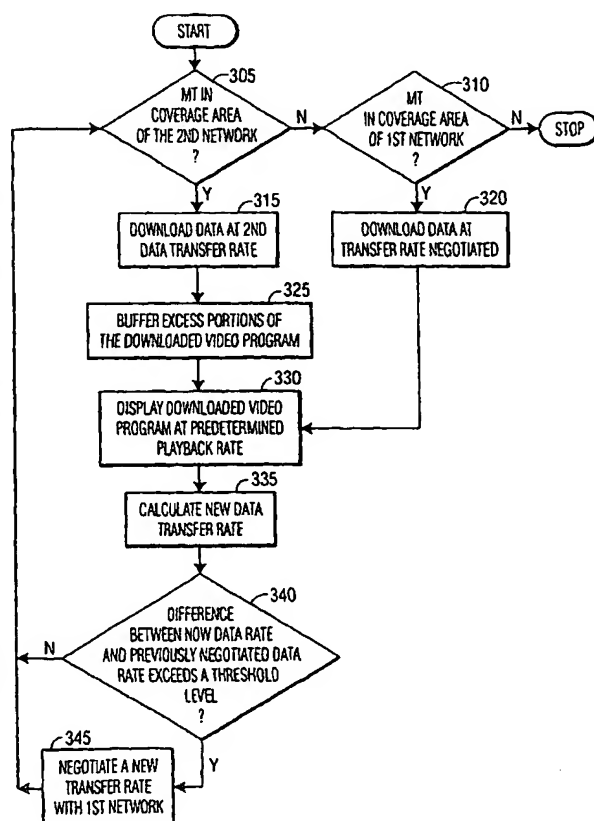 START
305
MT IN
COVERAGE AREA
OF THE 2ND NETWORK
?
N
Y
310
MT
IN COVERAGE AREA
OF 1ST NETWORK
?
N
Y
STOP
315
DOWNLOAD DATA AT 2ND
DATA TRANSFER RATE
320
DOWNLOAD DATA AT
TRANSFER RATE NEGOTIATED
325
BUFFER EXCESS PORTIONS OF
THE DOWNLOADED VIDEO PROGRAM
330
DISPLAY DOWNLOADED VIDEO
PROGRAM AT PREDETERMINED
PLAYBACK RATE
335
CALCULATE NEW DATA
TRANSFER RATE
340
DIFFERENCE
BETWEEN NOW DATA RATE
AND PREVIOUSLY NEGOTIATED DATA
RATE EXCEEDS A THRESHOLD
LEVEL
?
N
Y
345
NEGOTIATE A NEW
TRANSFER RATE
WITH 1ST NETWORK